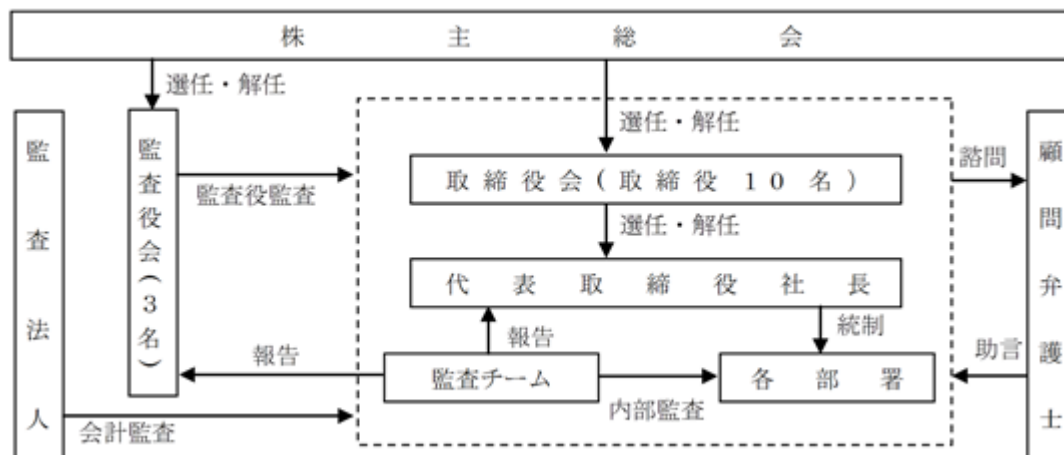 株主総会
選任・解任
選任・解任
監査法人
監査役会(3名)
監査役監査
取締役会(取締役10名)
諮問
顧問弁護士
選任・解任
代表取締役社長
報告
統制
報告
助言
監査チーム
内部監査
各部署
会計監査